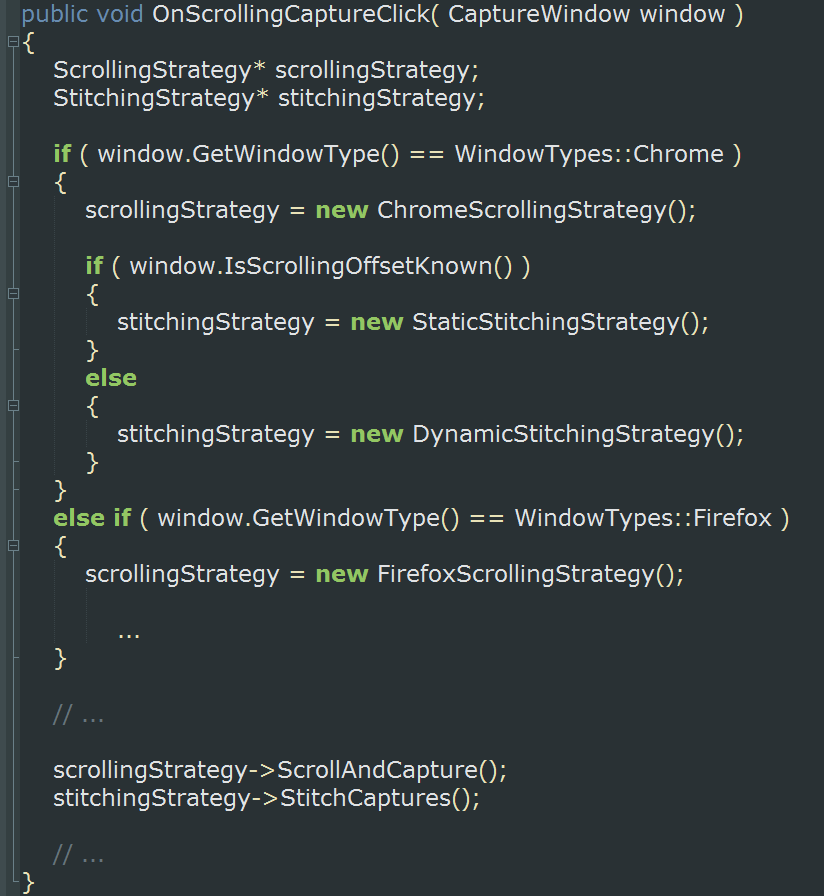 public void OnScrollingCaptureClick( CaptureWindow window )
{
ScrollingStrategy* scrollingStrategy;
StitchingStrategy* stitchingStrategy;
if ( window.GetWindowType() == WindowTypes::Chrome )
{
scrollingStrategy = new ChromeScrollingStrategy();
if ( window.IsScrollingOffsetKnown() )
{
stitchingStrategy = new StaticStitchingStrategy();
}
else
{
stitchingStrategy = new DynamicStitchingStrategy();
}
}
else if ( window.GetWindowType() == WindowTypes::Firefox )
{
scrollingStrategy = new FirefoxScrollingStrategy();
...
}
// ...
scrollingStrategy->ScrollAndCapture();
stitchingStrategy->StitchCaptures();
// ...
}